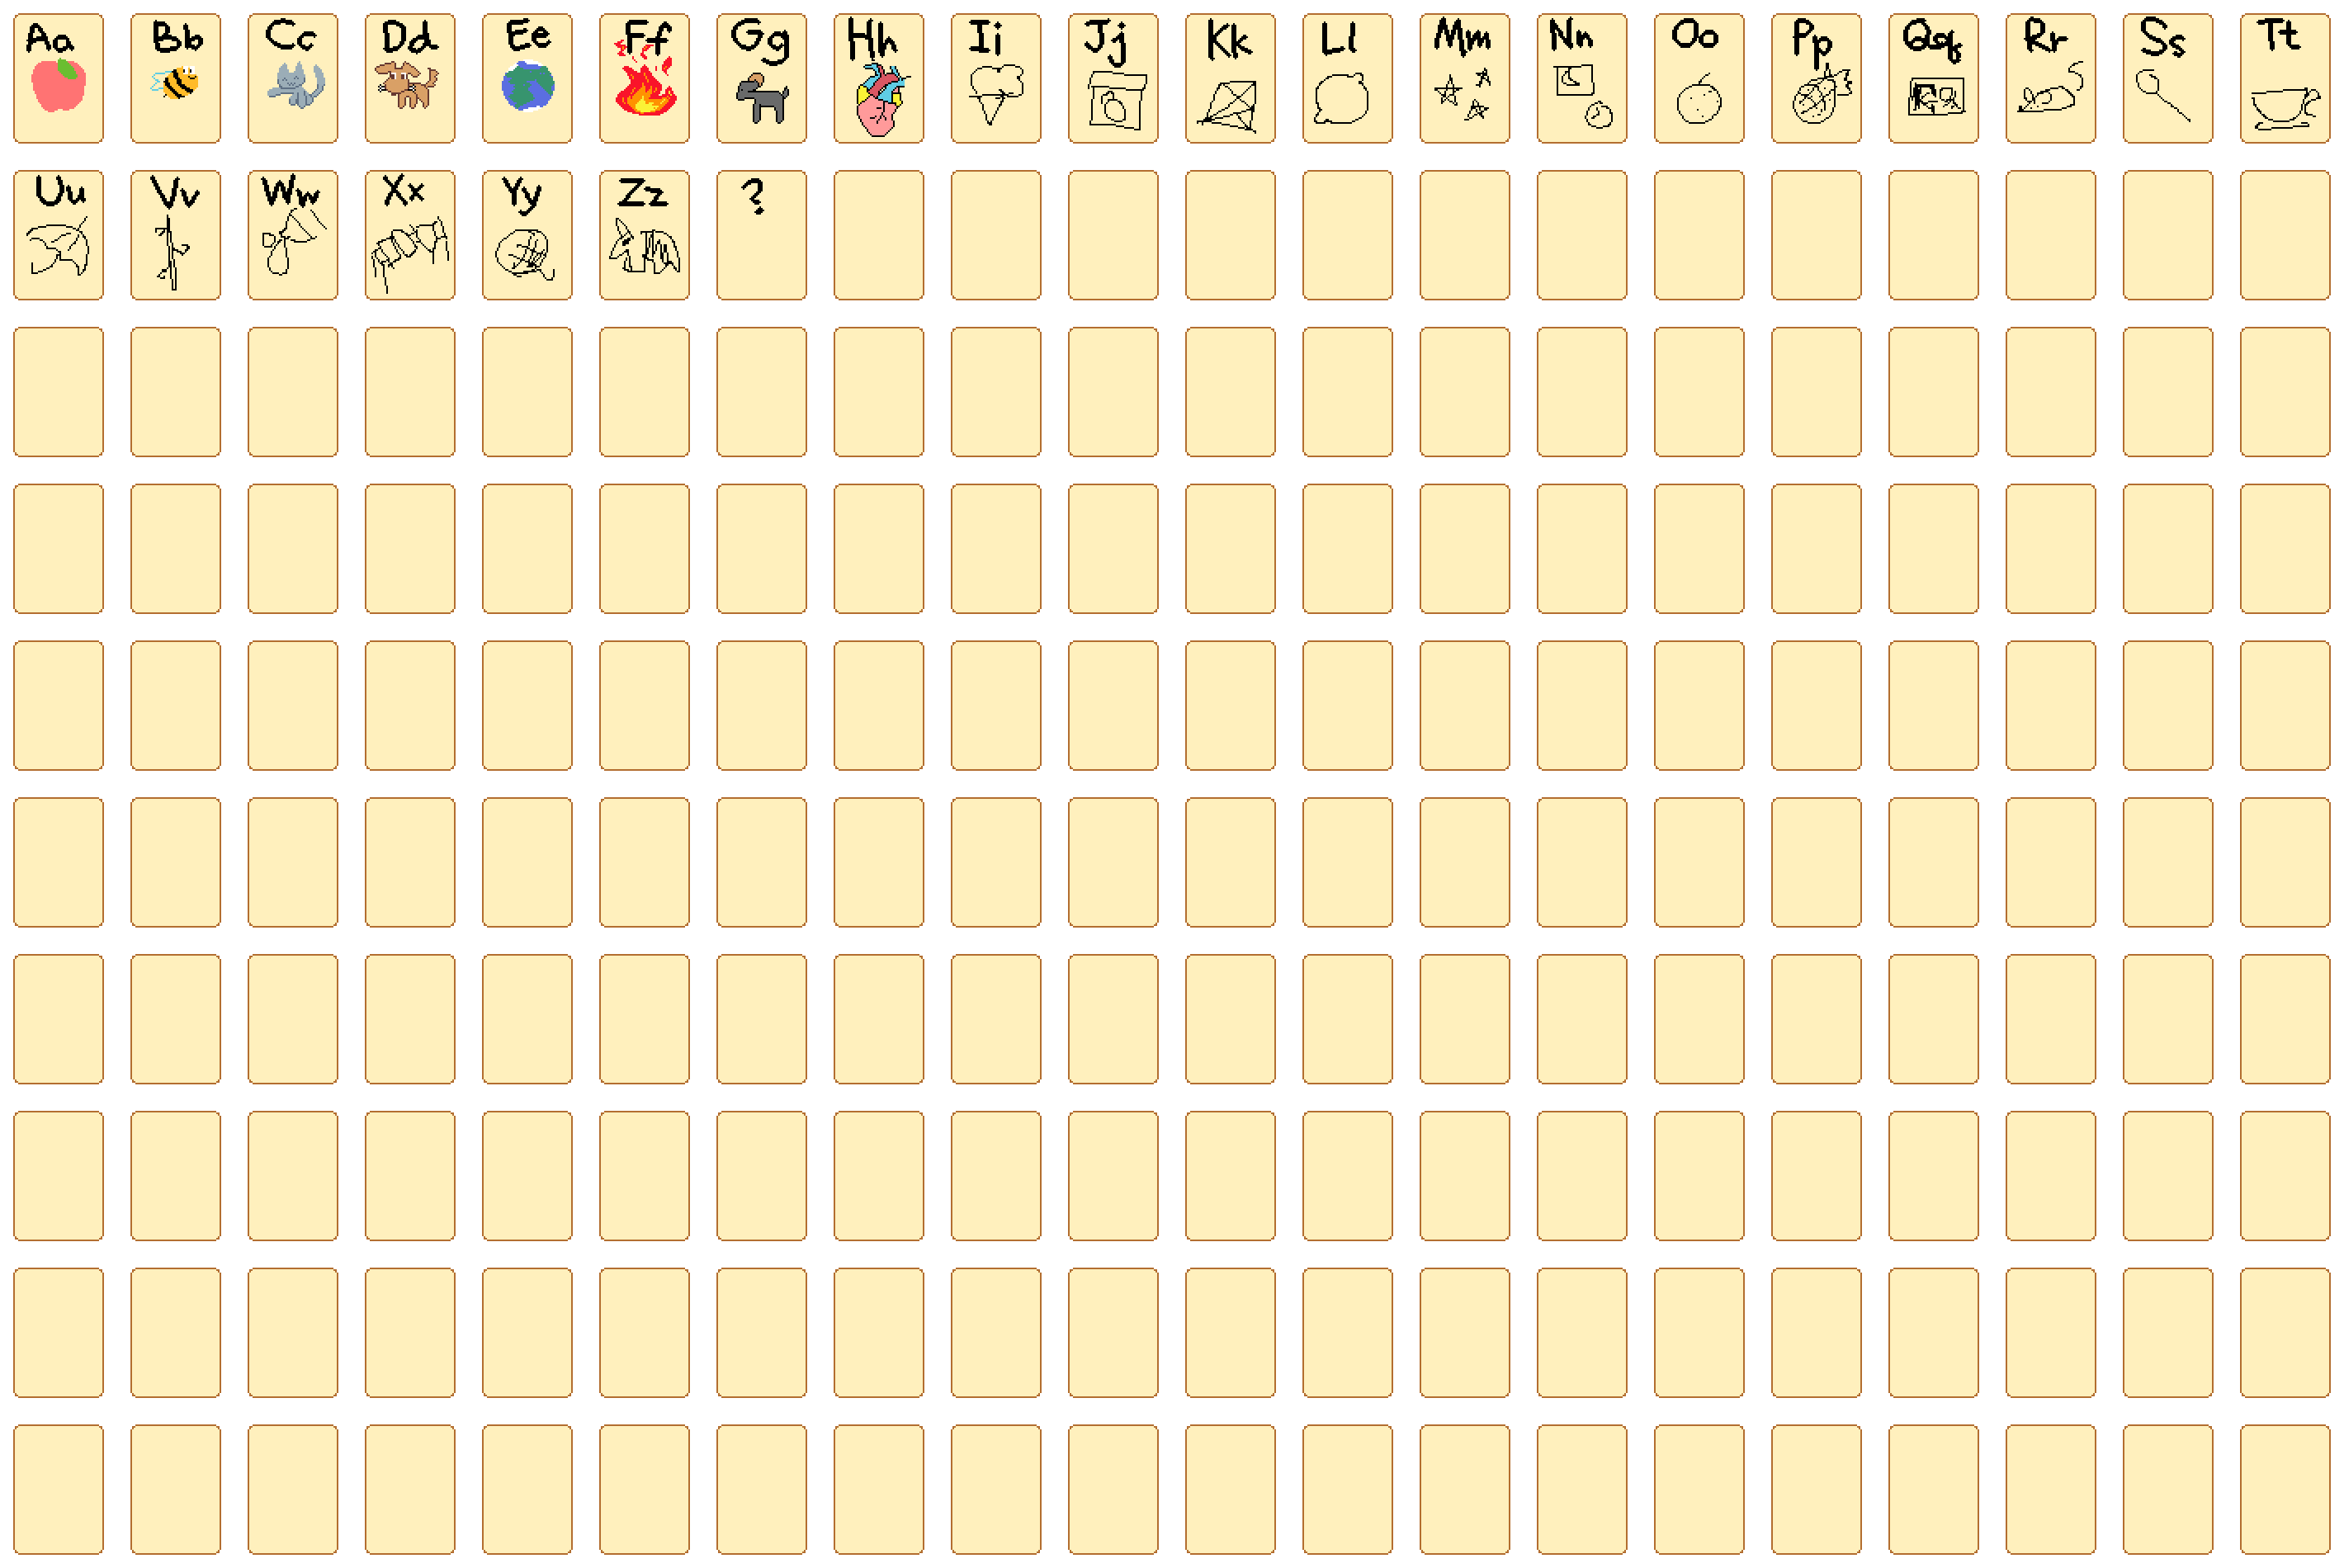 Aa Bb Cc Dd Ee Ff Gg Hh Ii Jj Kk Ll Mm Nn Oo Pp Qq Rr Ss Tt
Uu Vv Ww Xx Yy Zz ?